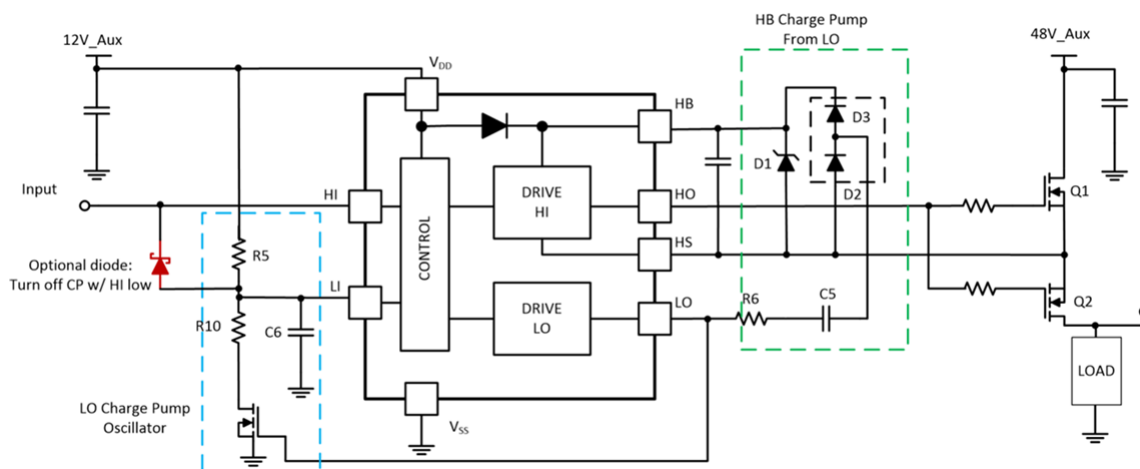 HB Charge Pump
From LO
12V_Aux
48V_Aux
VDD
HB
D3
D1
D2
Input
HI
DRIVE
HI
HO
Q1
CONTROL
HS
R5
Optional diode:
Turn off CP w/ HI low
LI
R10
C6
DRIVE
LO
LO
R6
C5
Q2
LOAD
LO Charge Pump
Oscillator
VSS